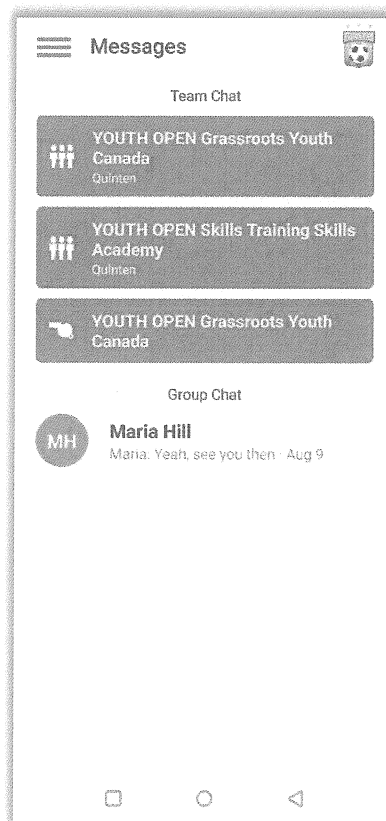 Messages
Team Chat
YOUTH OPEN Grassroots Youth
Canada
Quinten
YOUTH OPEN Skills Training Skills
Academy
Quinten
YOUTH OPEN Grassroots Youth
Canada
Group Chat
MH
Maria Hill
Maria: Yeah, see you then · Aug 9